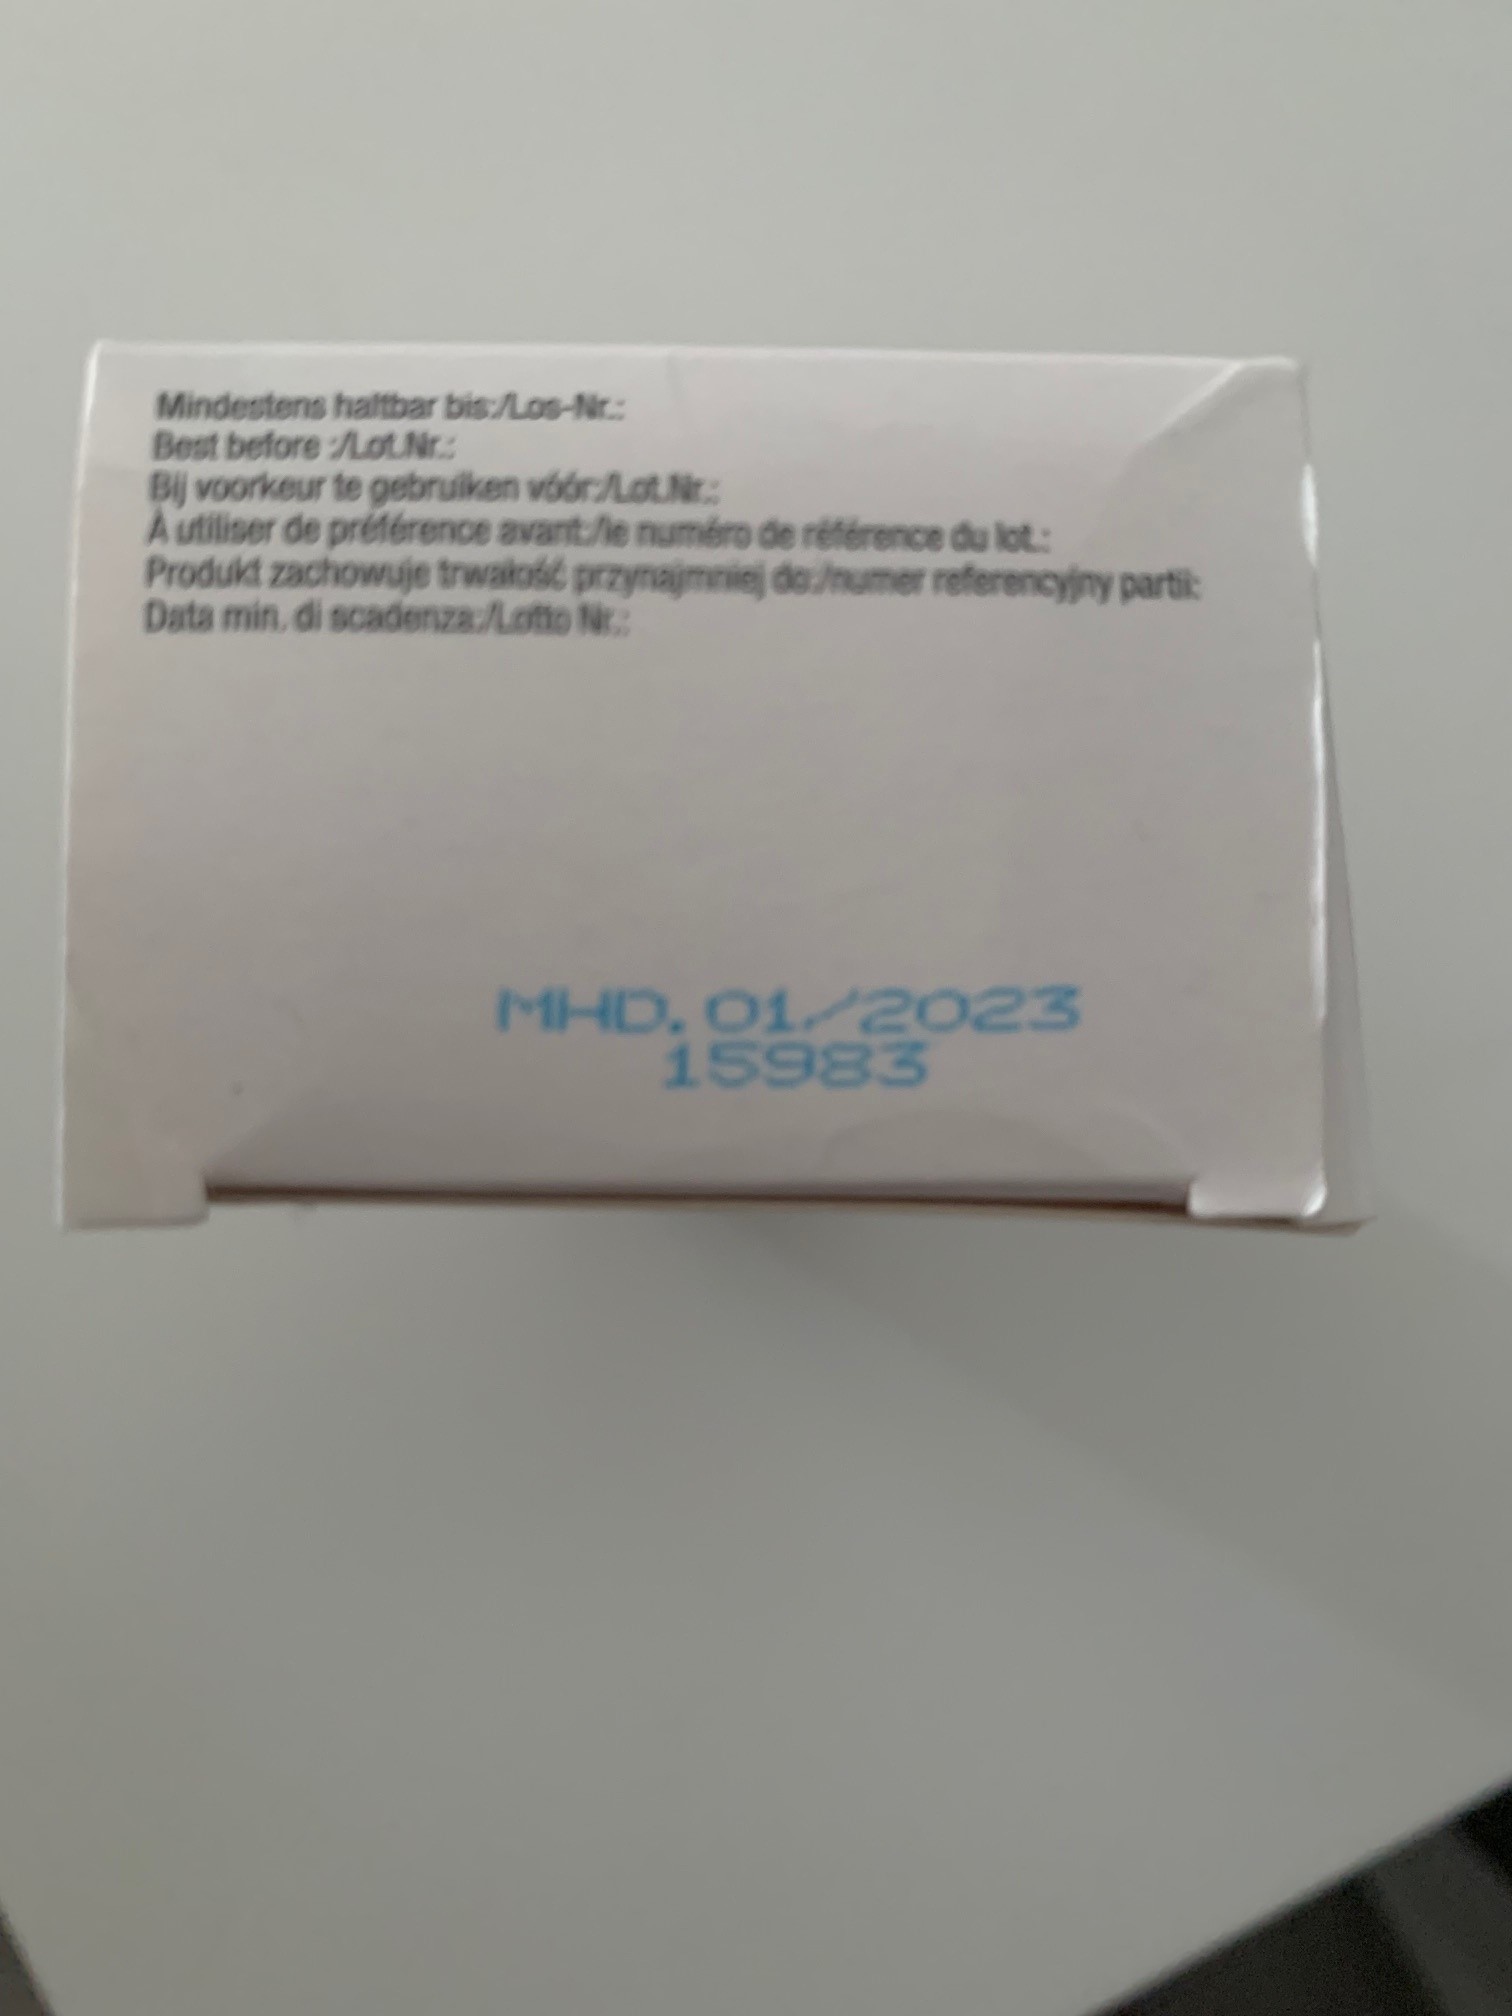 Mindestens haltbar bis:/Los-Nr.:
Best before :/Lot.Nr.:
Bij voorkeur te gebruiken vóór:/Lot.Nr.:
À utiliser de préférence avant:/le numéro de référence du lot.:
Produkt zachowuje trwałość przynajmniej do:/numer referencyjny partii:
Data min. di scadenza:/Lotto Nr.:
MHD. 01/2023
15983